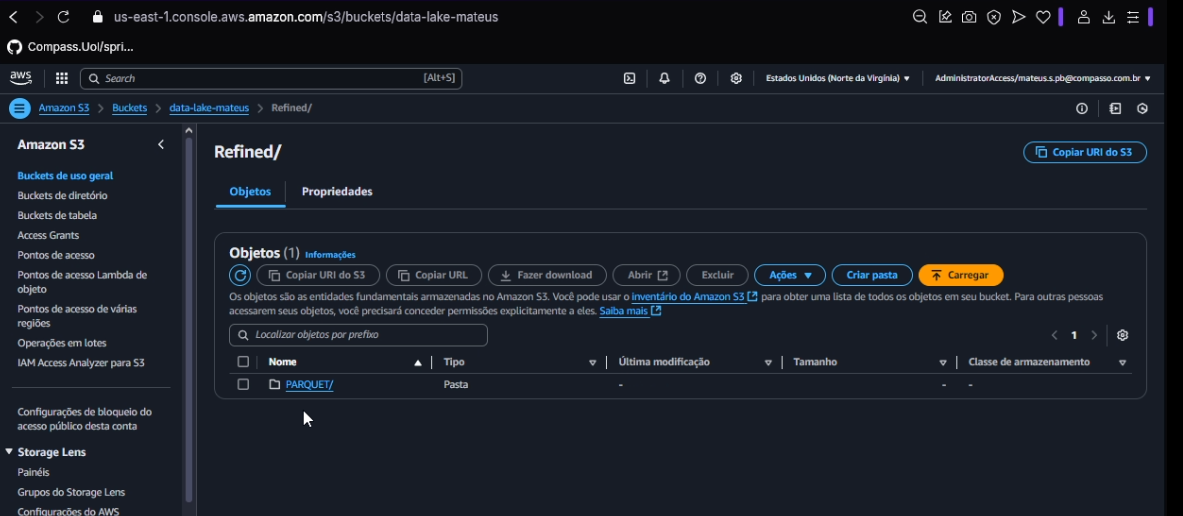 us-east-1.console.aws.amazon.com/s3/buckets/data-lake-mateus
Compass.Uol/spri...
aws Search [Alt+S] Estados Unidos (Norte da Virgínia) ▼ AdministratorAccess/mateus.s.pb@compasso.com.br ▼
Amazon S3 > Buckets > data-lake-mateus > Refined/
Amazon S3
Buckets de uso geral
Buckets de diretório
Buckets de tabela
Access Grants
Pontos de acesso
Pontos de acesso Lambda do
objeto
Pontos de acesso de várias
regiões
Operações em lotes
IAM Access Analyzer para S3
Configurações de bloqueio do
acesso público desta conta
▼ Storage Lens
Painéis
Grupos do Storage Lens
Configurações do AWS
Refined/
Copiar URI do S3
Objetos Propriedades
Objetos (1) Informações
Copiar URI do S3 Copiar URL Fazer download Abrir Excluir Ações ▼ Criar pasta Carregar
Os objetos são as entidades fundamentais armazenadas no Amazon S3. Você pode usar o inventário do Amazon S3 para obter uma lista de todos os objetos em seu bucket. Para outras pessoas
acessarem seus objetos, você precisará conceder permissões explicitamente a eles. Saiba mais
Localizar objetos por prefixo < 1 >
Nome Tipo Última modificação Tamanho Classe de armazenamento
PARQUET/ Pasta - - -